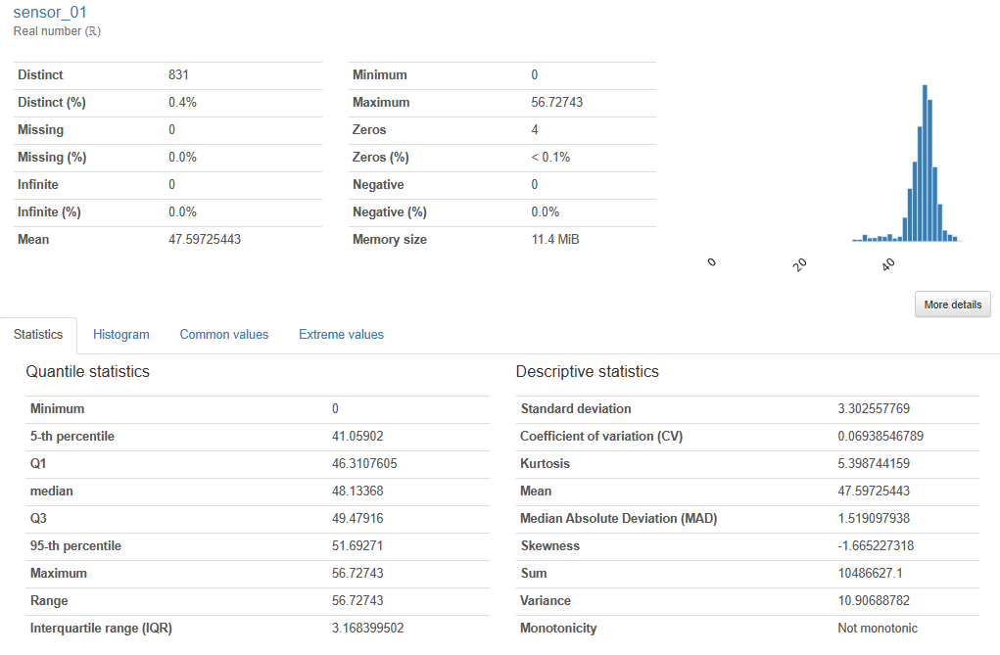 sensor_01
Real number (ℝ)
Distinct 831
Distinct (%) 0.4%
Missing 0
Missing (%) 0.0%
Infinite 0
Infinite (%) 0.0%
Mean 47.59725443
Minimum 0
Maximum 56.72743
Zeros 4
Zeros (%) < 0.1%
Negative 0
Negative (%) 0.0%
Memory size 11.4 MiB
0 20 40
More details
Statistics Histogram Common values Extreme values
Quantile statistics
Minimum 0
5-th percentile 41.05902
Q1 46.3107605
median 48.13368
Q3 49.47916
95-th percentile 51.69271
Maximum 56.72743
Range 56.72743
Interquartile range (IQR) 3.168399502
Descriptive statistics
Standard deviation 3.302557769
Coefficient of variation (CV) 0.06938546789
Kurtosis 5.398744159
Mean 47.59725443
Median Absolute Deviation (MAD) 1.519097938
Skewness -1.665227318
Sum 10486627.1
Variance 10.90688782
Monotonicity Not monotonic